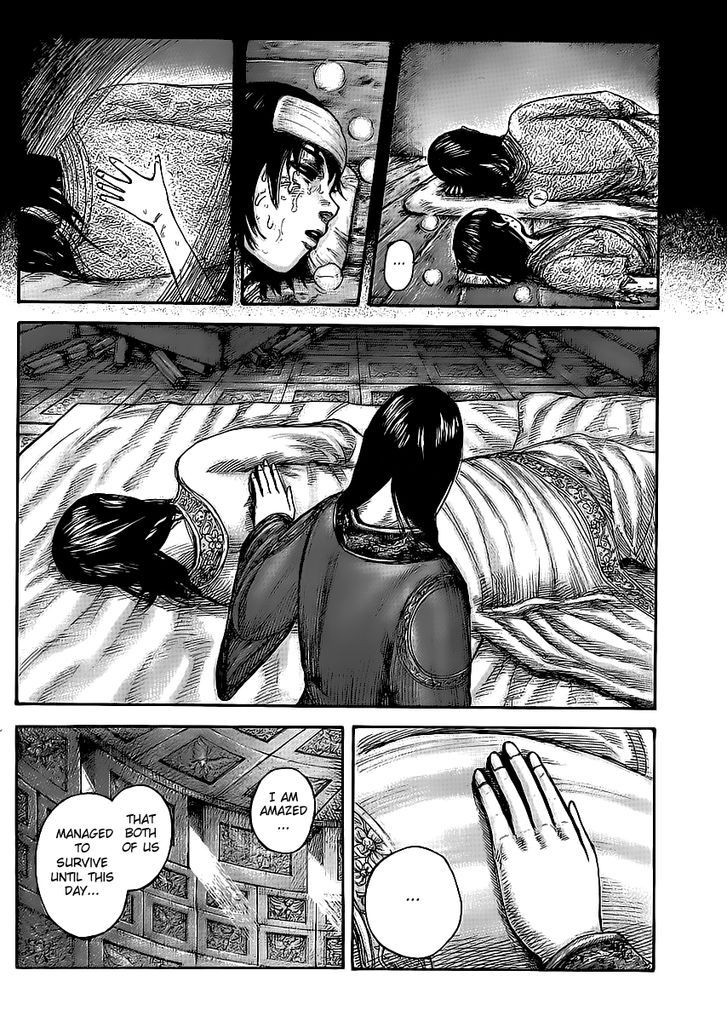 ...
...
I AM
AMAZED
...
THAT
BOTH
OF US
MANAGED
TO
SURVIVE
UNTIL THIS
DAY...